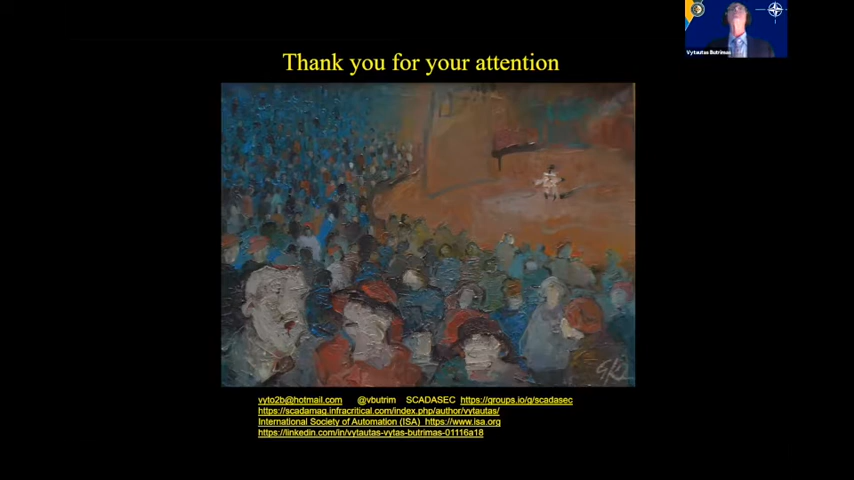 Vytautas Butrimas
Thank you for your attention
vyto2b@hotmail.com @vbutrim SCADASEC https://groups.io/g/scadasec
https://scadamag.infracritical.com/index.php/author/vytautas/
International Society of Automation (ISA) https://www.isa.org
https://linkedin.com/in/vytautas-vytas-butrimas-01116a18